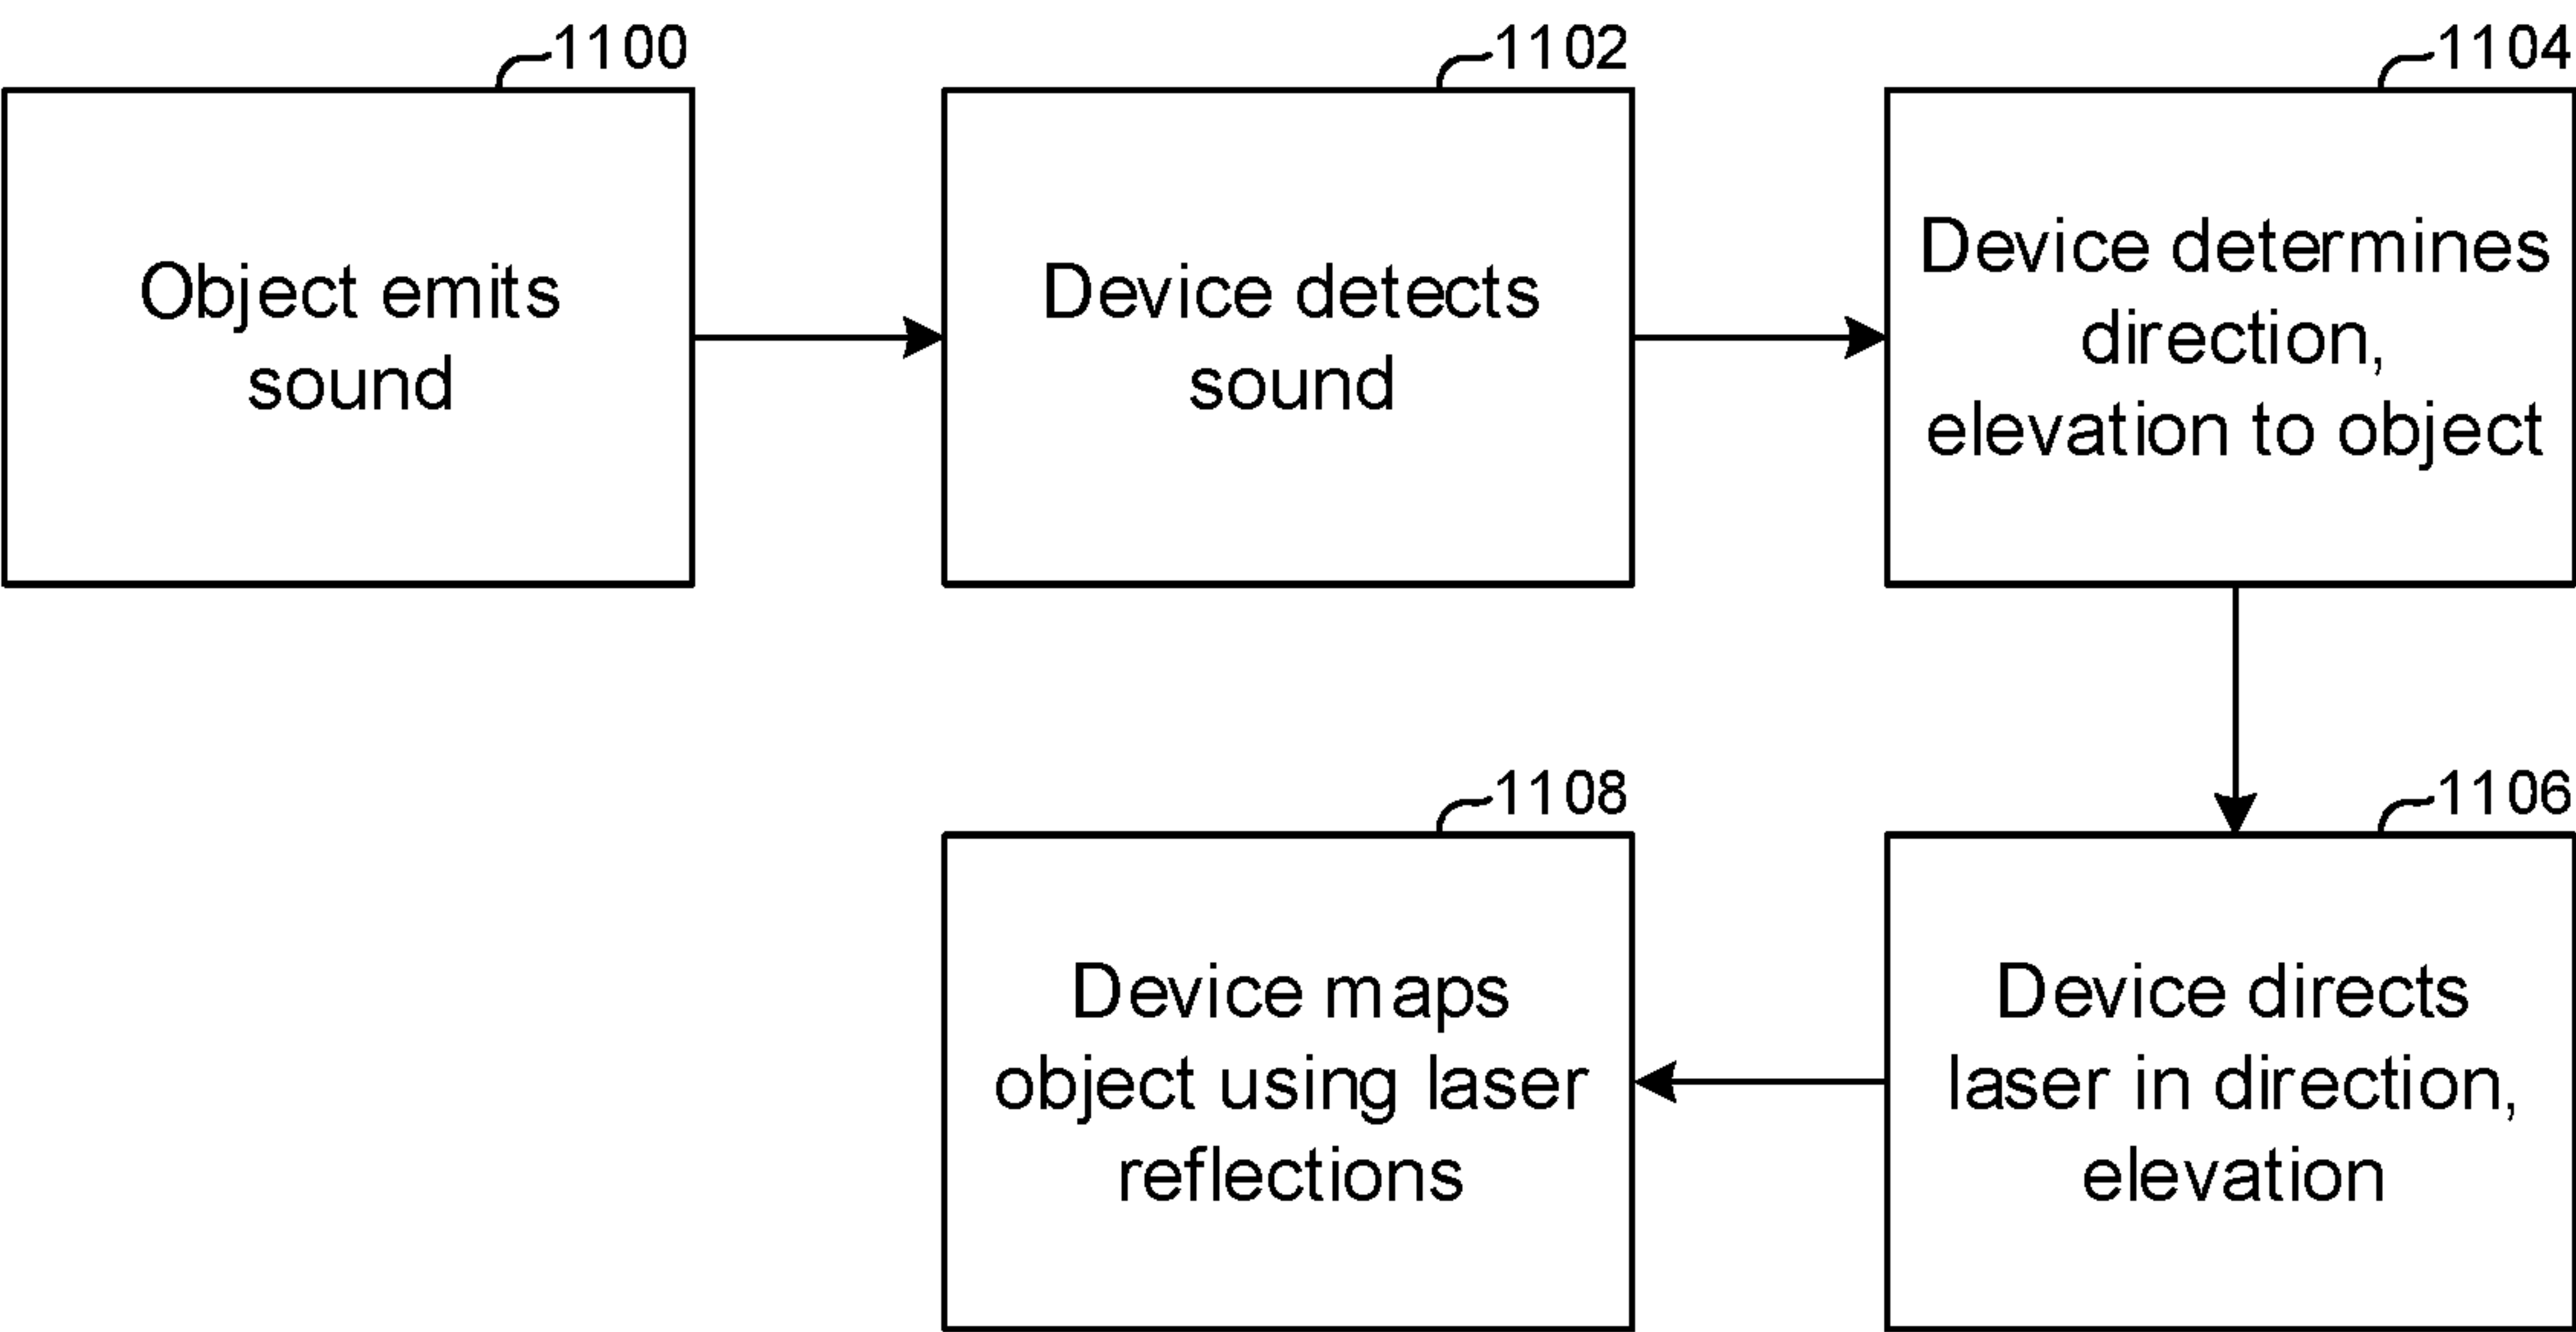 1100
Object emits
sound
1102
Device detects
sound
1104
Device determines
direction,
elevation to object
1106
Device directs
laser in direction,
elevation
1108
Device maps
object using laser
reflections